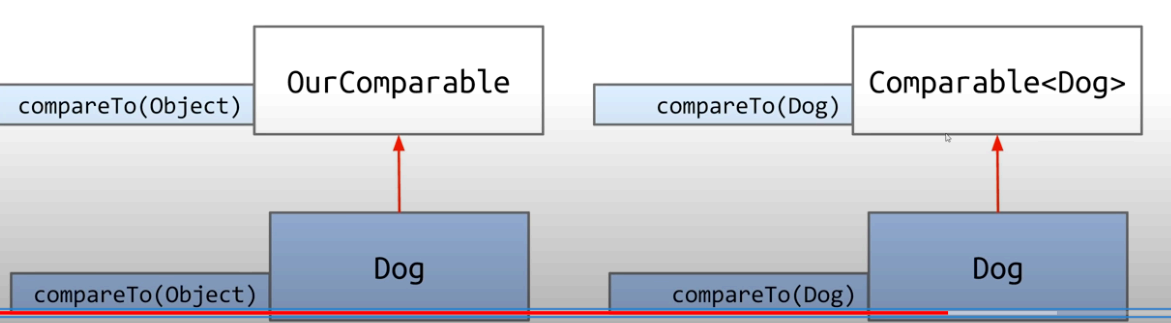 OurComparable
compareTo(Object)
Dog
compareTo(Object)
Comparable<Dog>
compareTo(Dog)
Dog
compareTo(Dog)